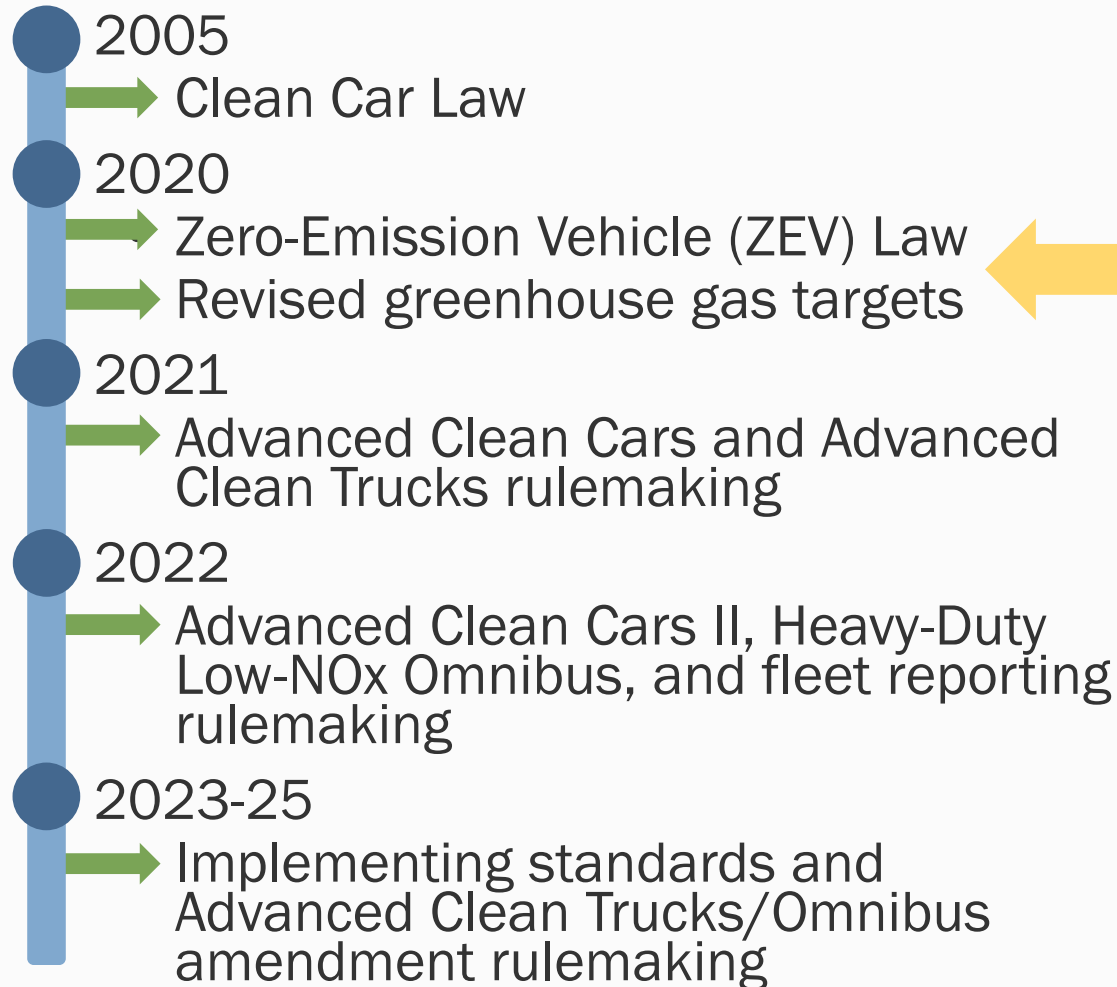 2005
Clean Car Law
2020
Zero-Emission Vehicle (ZEV) Law
Revised greenhouse gas targets
2021
Advanced Clean Cars and Advanced
Clean Trucks rulemaking
2022
Advanced Clean Cars II, Heavy-Duty
Low-NOx Omnibus, and fleet reporting
rulemaking
2023-25
Implementing standards and
Advanced Clean Trucks/Omnibus
amendment rulemaking